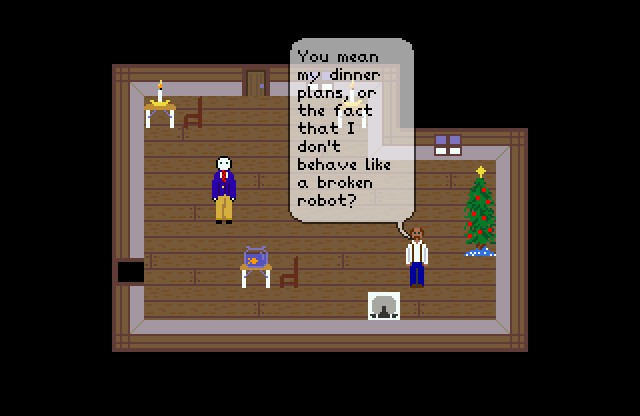 You mean
my dinner
plans, or
the fact
that I
don't
behave like
a broken
robot?